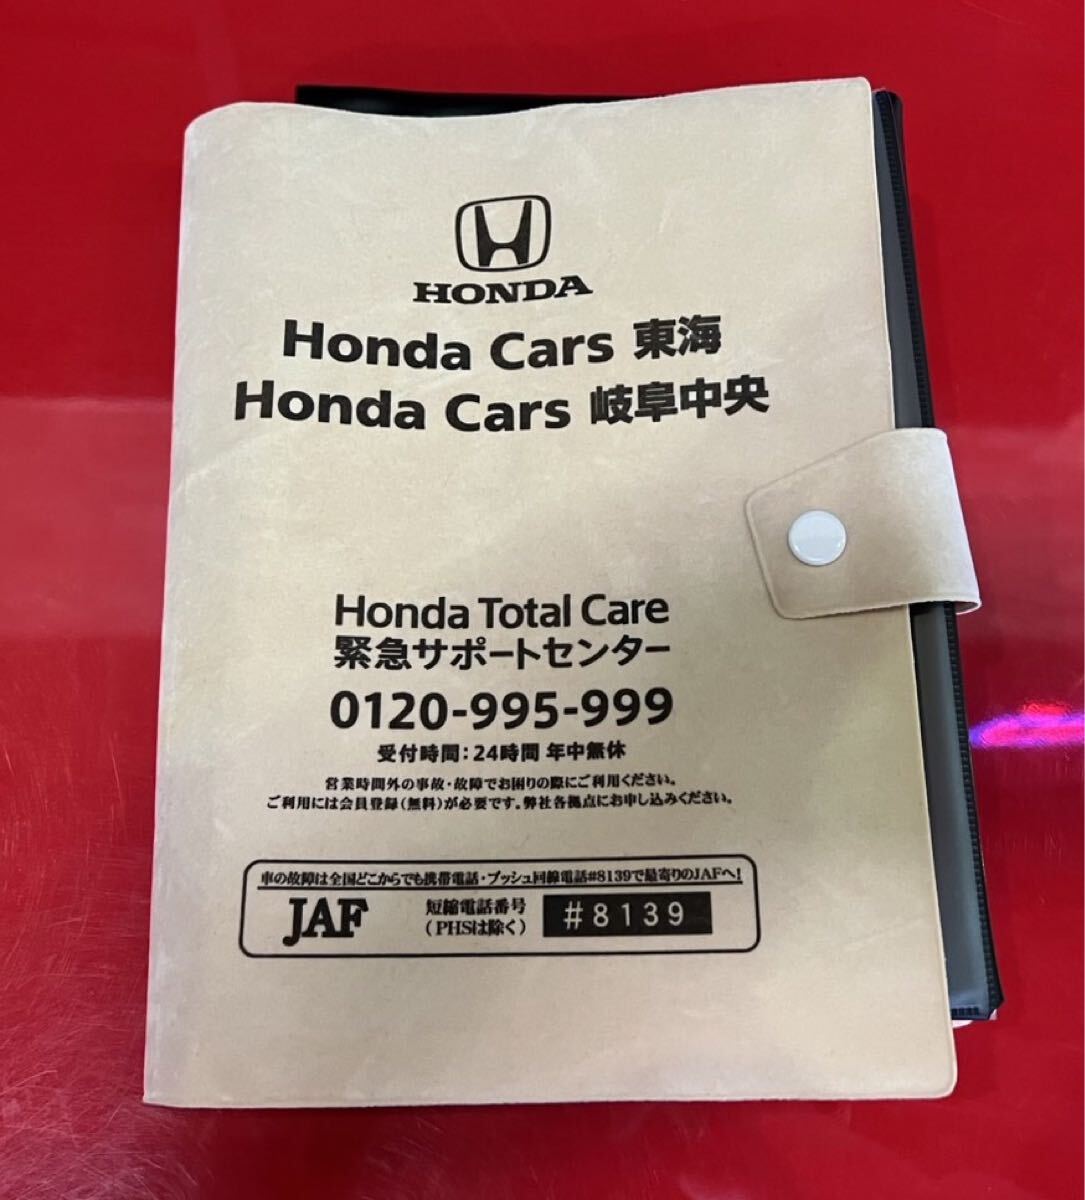 HONDA
Honda Cars 東海
Honda Cars 岐阜中央
Honda Total Care
緊急サポートセンター
0120-995-999
受付時間：24時間 年中無休
営業時間外の事故・故障でお困りの際にご利用ください。
ご利用には会員登録（無料）が必要です。弊社各拠点にお申し込みください。
車の故障は全国どこからでも携帯電話・プッシュ回線電話#8139で最寄りのJAFへ！
JAF 短縮電話番号 #8139
（PHSは除く）